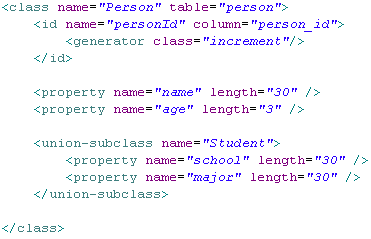 <class name="Person" table="person">
<id name="personId" column="person_id">
<generator class="increment"/>
</id>
<property name="name" length="30" />
<property name="age" length="3" />
<union-subclass name="Student">
<property name="school" length="30" />
<property name="major" length="30" />
</union-subclass>
</class>